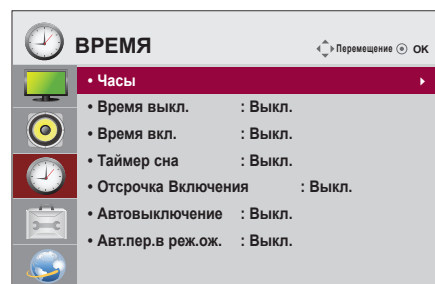 ВРЕМЯ
Перемещение OK
• Часы
• Время выкл. : Выкл.
• Время вкл. : Выкл.
• Таймер сна : Выкл.
• Отсрочка Включения : Выкл.
• Автовыключение : Выкл.
• Авт.пер.в реж.ож. : Выкл.